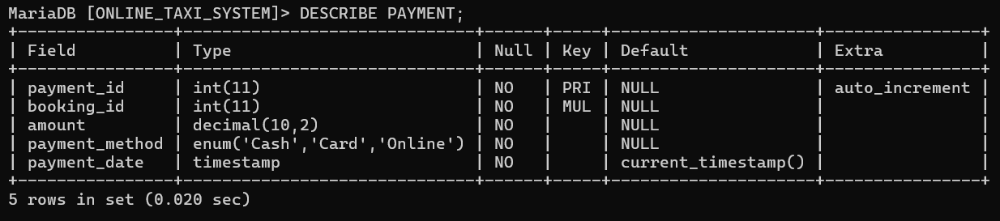 MariaDB [ONLINE_TAXI_SYSTEM]> DESCRIBE PAYMENT;
+----------------+------------------------------+------+-----+---------------------+----------------+
| Field          | Type                         | Null | Key | Default             | Extra          |
+----------------+------------------------------+------+-----+---------------------+----------------+
| payment_id     | int(11)                      | NO   | PRI | NULL                | auto_increment |
| booking_id     | int(11)                      | NO   | MUL | NULL                |                |
| amount         | decimal(10,2)                | NO   |     | NULL                |                |
| payment_method | enum('Cash','Card','Online') | NO   |     | NULL                |                |
| payment_date   | timestamp                    | NO   |     | current_timestamp() |                |
+----------------+------------------------------+------+-----+---------------------+----------------+
5 rows in set (0.020 sec)